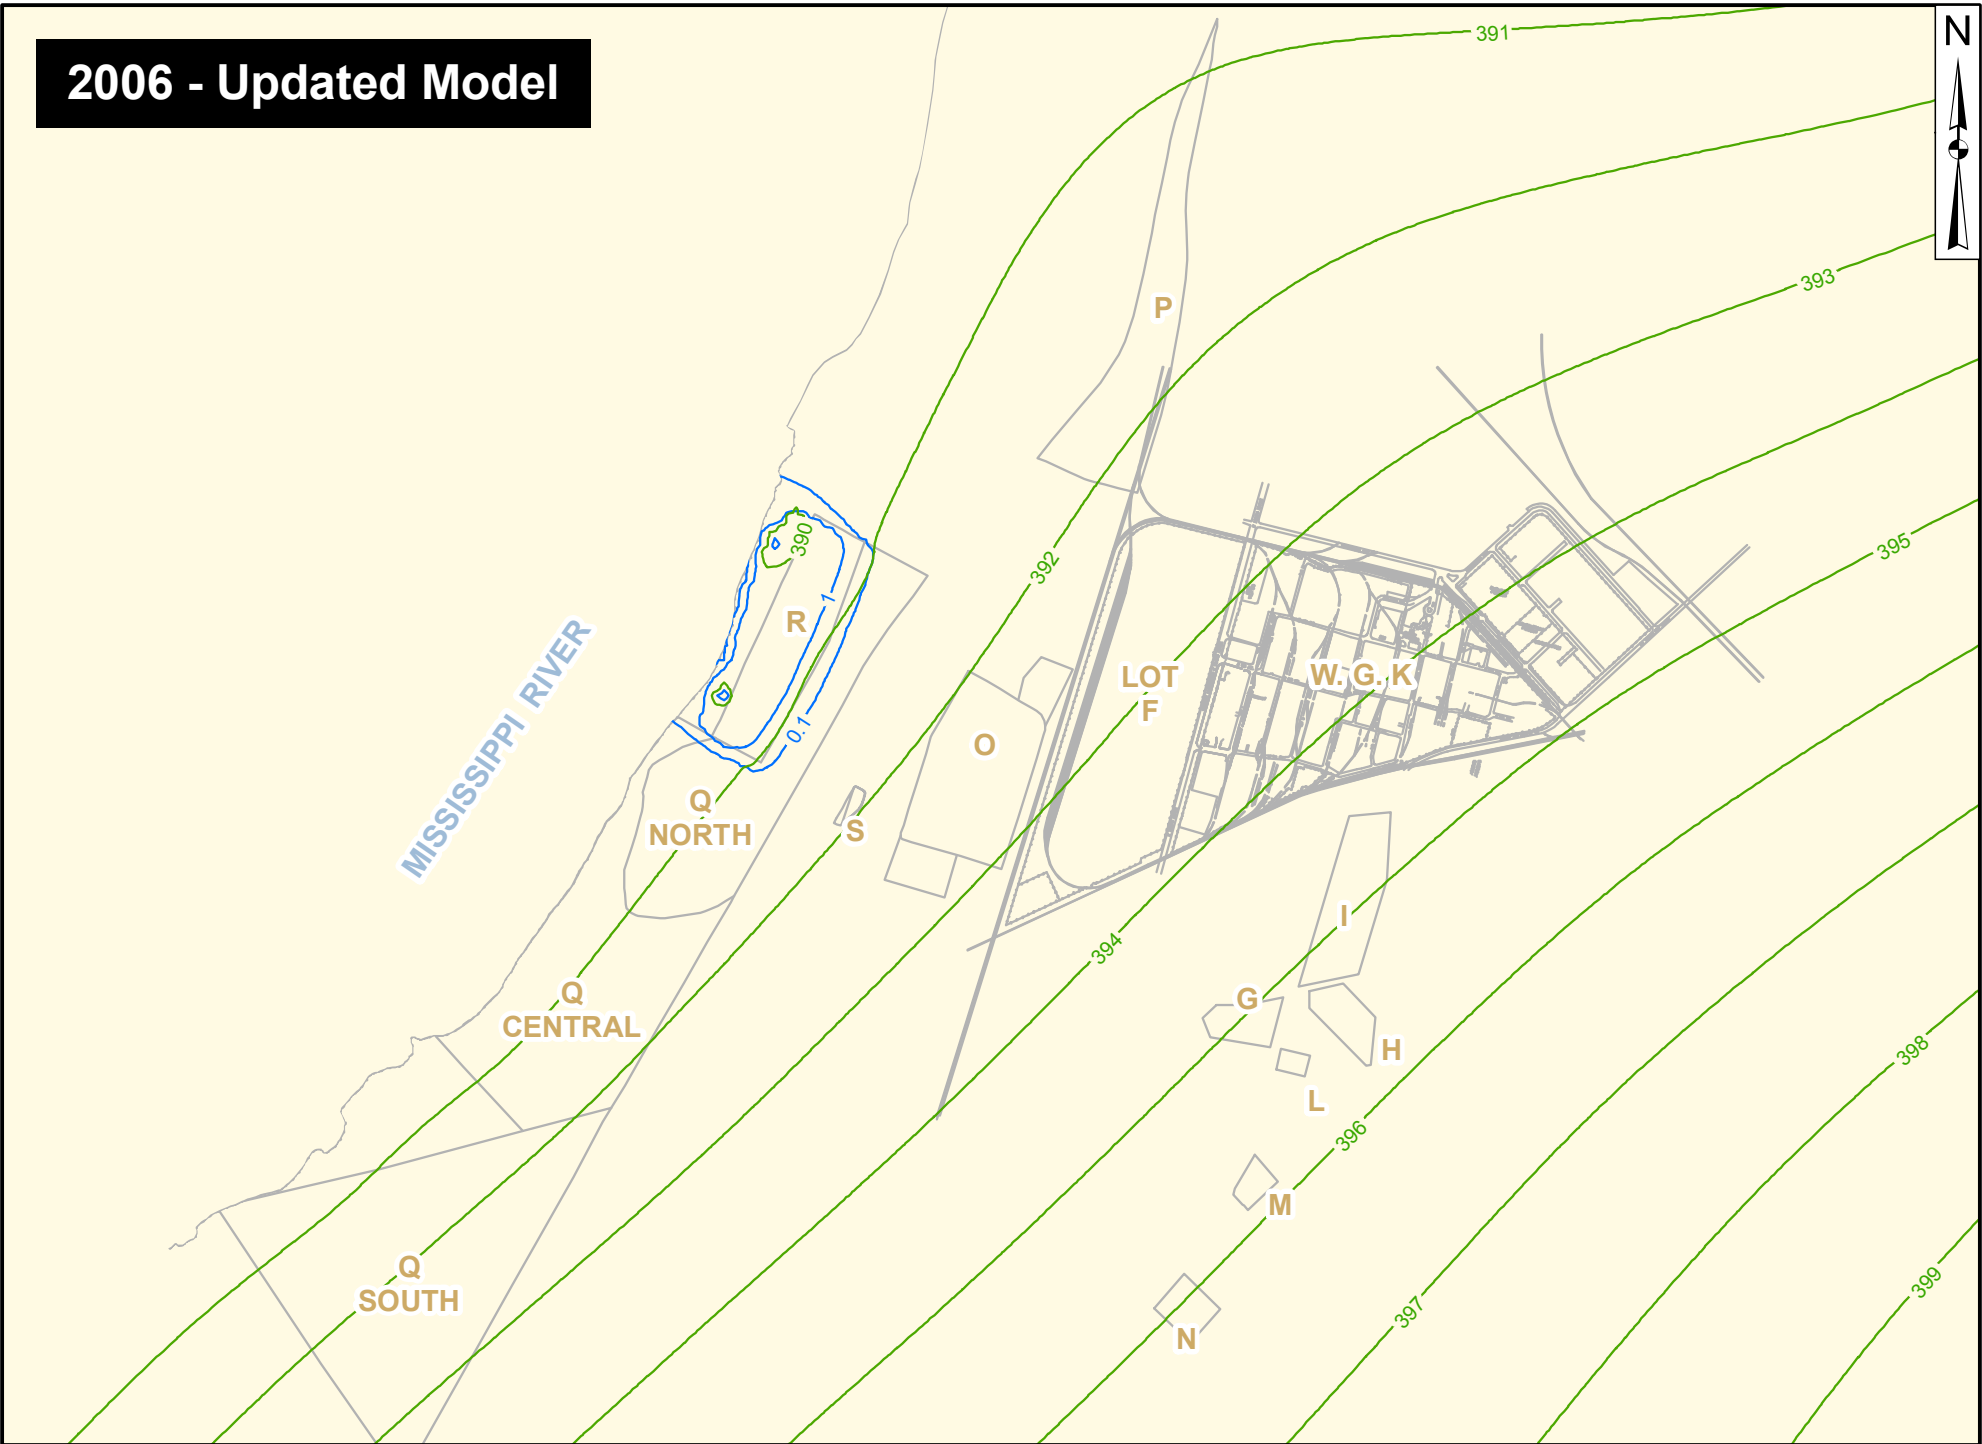 2006 - Updated Model
N
391
393
P
390
395
392
1
R
LOT
F
W. G. K
MISSISSIPPI RIVER
0.1
O
Q
NORTH
S
I
394
Q
CENTRAL
G
H
398
L
396
M
Q
SOUTH
399
397
N